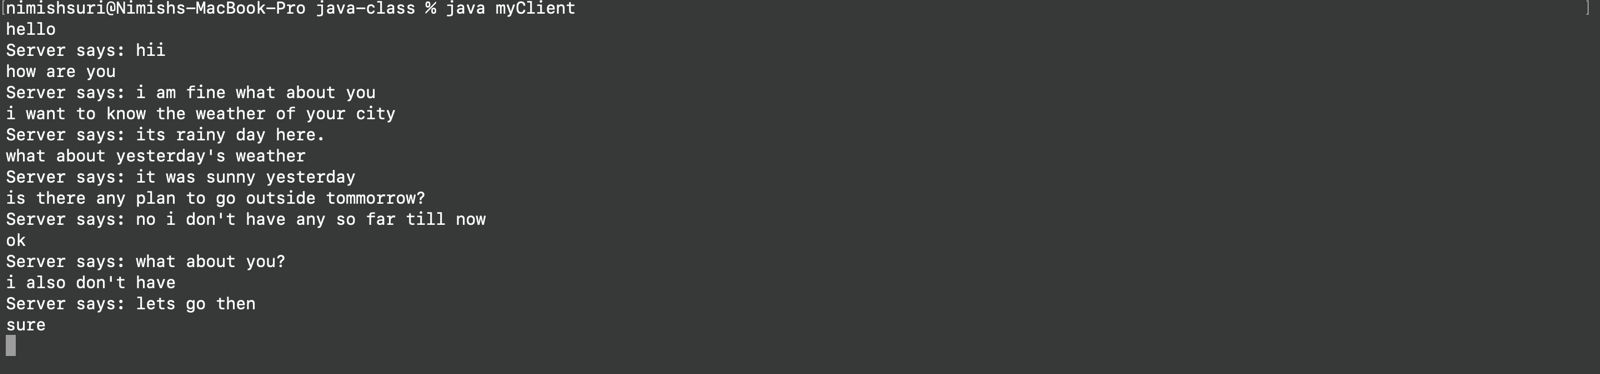 [nimishsuri@Nimishs-MacBook-Pro java-class % java myClient ]
hello
Server says: hii
how are you
Server says: i am fine what about you
i want to know the weather of your city
Server says: its rainy day here.
what about yesterday's weather
Server says: it was sunny yesterday
is there any plan to go outside tommorrow?
Server says: no i don't have any so far till now
ok
Server says: what about you?
i also don't have
Server says: lets go then
sure